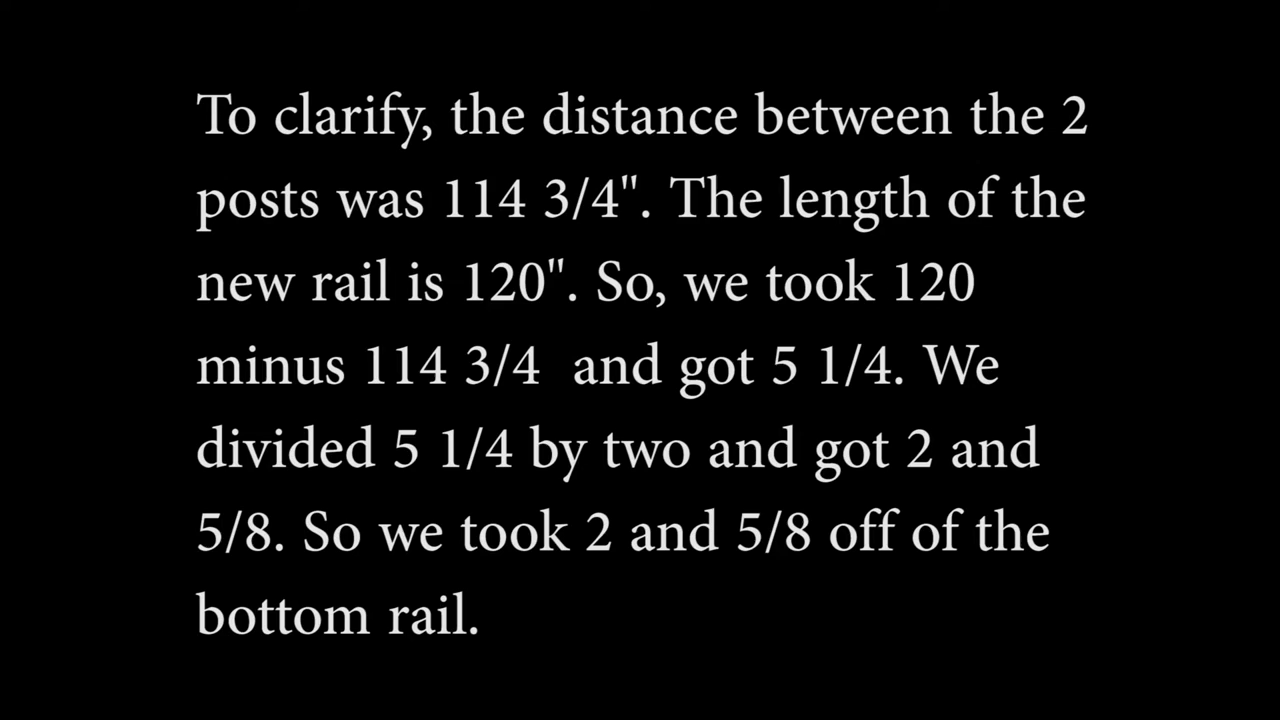 To clarify, the distance between the 2
posts was 114 3/4". The length of the
new rail is 120". So, we took 120
minus 114 3/4  and got 5 1/4. We
divided 5 1/4 by two and got 2 and
5/8. So we took 2 and 5/8 off of the
bottom rail.